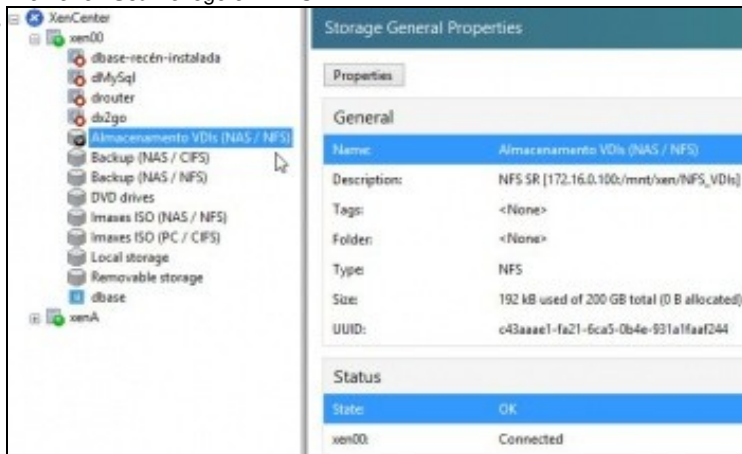 XenCenter
xen00
dbase-recén-instalada
dMySql
drouter
dx2go
Almacenamento VDIs (NAS / NFS)
Backup (NAS / CIFS)
Backup (NAS / NFS)
DVD drives
Imaxes ISO (NAS / NFS)
Imaxes ISO (PC / CIFS)
Local storage
Removable storage
dbase
xenA
Storage General Properties
Properties
General
Name: Almacenamento VDIs (NAS / NFS)
Description: NFS SR [172.16.0.100:/mnt/xen/NFS_VDIs]
Tags: <None>
Folder: <None>
Type: NFS
Size: 192 kB used of 200 GB total (0 B allocated)
UUID: c43aaae1-fa21-6ca5-0b4e-931a1faaf244
Status
State: OK
xen00: Connected